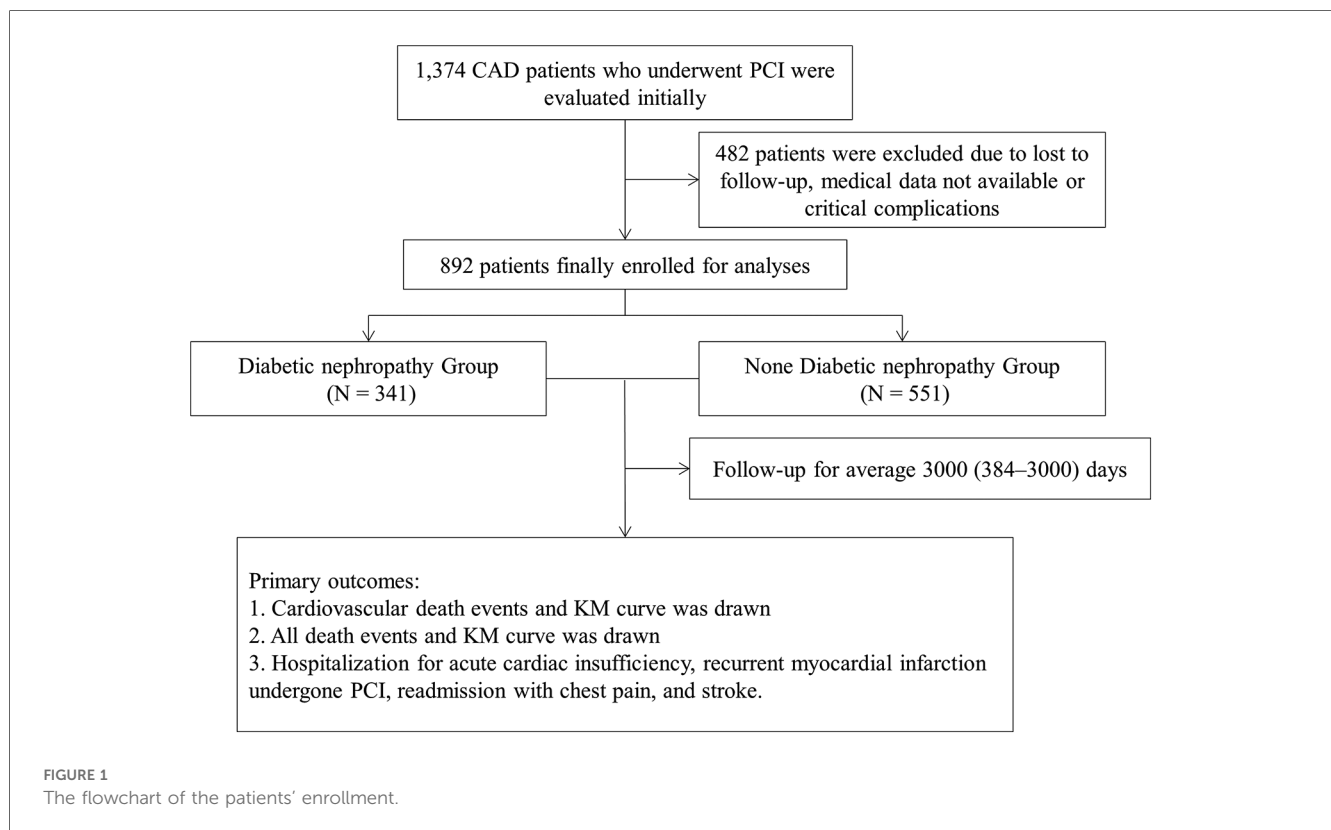 1,374 CAD patients who underwent PCI were
evaluated initially
482 patients were excluded due to lost to
follow-up, medical data not available or
critical complications
892 patients finally enrolled for analyses
Diabetic nephropathy Group
(N = 341)
None Diabetic nephropathy Group
(N = 551)
Follow-up for average 3000 (384–3000) days
Primary outcomes:
1. Cardiovascular death events and KM curve was drawn
2. All death events and KM curve was drawn
3. Hospitalization for acute cardiac insufficiency, recurrent myocardial infarction
undergone PCI, readmission with chest pain, and stroke.
FIGURE 1
The flowchart of the patients’ enrollment.